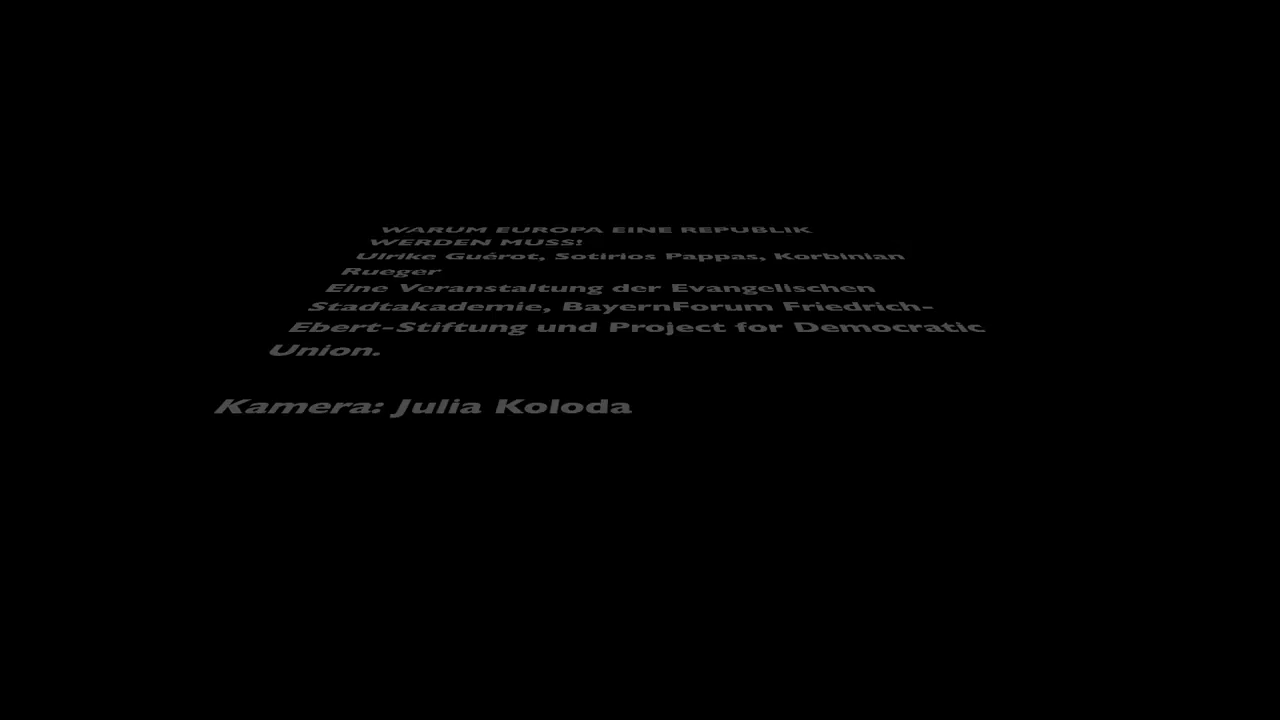 WARUM EUROPA EINE REPUBLIK
WERDEN MUSS!
Ulrike Guérot, Sotirios Pappas, Korbinian
Rueger
Eine Veranstaltung der Evangelischen
Stadtakademie, BayernForum Friedrich-
Ebert-Stiftung und Project for Democratic
Union.
Kamera: Julia Koloda